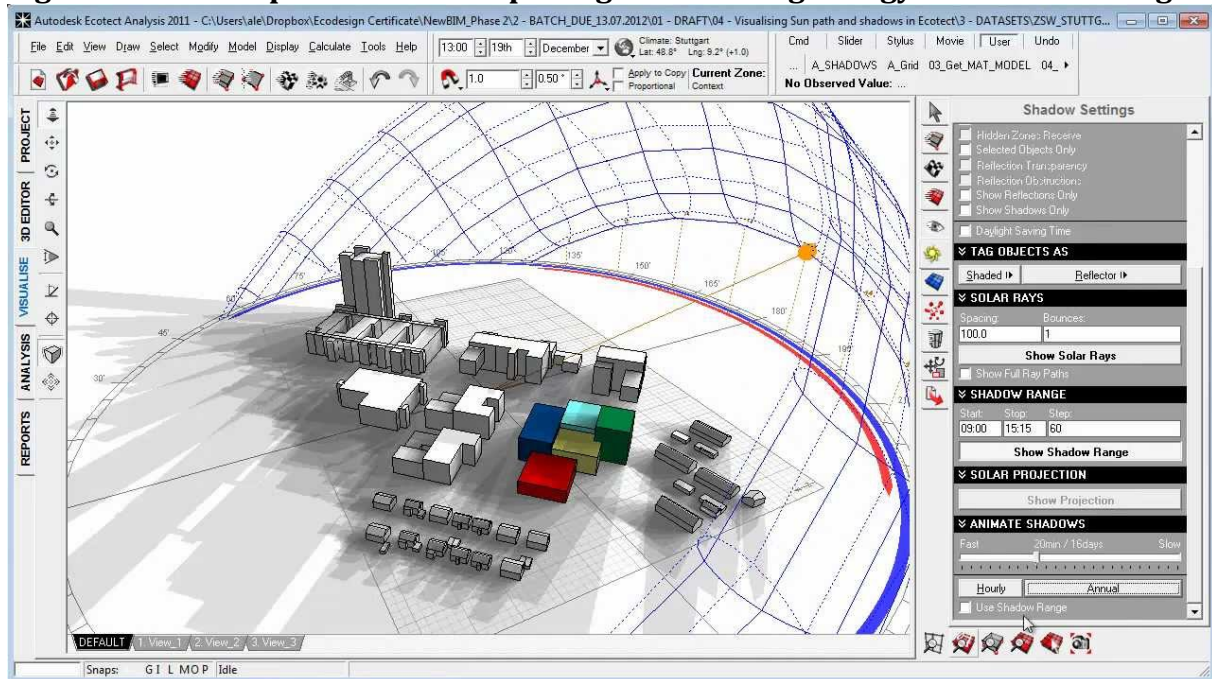 Autodesk Ecotect Analysis 2011 - C:\Users\ale\Dropbox\Ecodesign Certificate\NewBIM_Phase 2\2 - BATCH_DUE_13.07.2012\01 - DRAFT\04 - Visualising Sun path and shadows in Ecotect\3 - DATASETS\ZSW_STUTTG...
File Edit View Draw Select Modify Model Display Calculate Tools Help
13:00 19th December Climate: Stuttgart
Lat: 48.8° Lng: 9.2° (+1.0)
Cmd Slider Stylus Movie User Undo
... A_SHADOWS A_Grid 03_Get_MAT_MODEL 04_
1.0 0.50° Apply to Copy Current Zone:
Proportional Context
No Observed Value: ...
PROJECT
3D EDITOR
VISUALISE
ANALYSIS
REPORTS
30°
45°
75°
135°
150°
165°
180°
Shadow Settings
Hidden Zones Receive
Selected Objects Only
Reflection Transparency
Reflection Obstructions
Show Reflections Only
Show Shadows Only
Daylight Saving Time
TAG OBJECTS AS
Shaded Reflector
SOLAR RAYS
Spacing: Bounces:
100.0 1
Show Solar Rays
Show Full Ray Paths
SHADOW RANGE
Start: Stop: Step:
09:00 15:15 60
Show Shadow Range
SOLAR PROJECTION
Show Projection
ANIMATE SHADOWS
Fast 20min / 16days Slow
Hourly Annual
Use Shadow Range
DEFAULT 1. View_1 2. View_2 3. View_3
Snaps: G I L M O P Idle